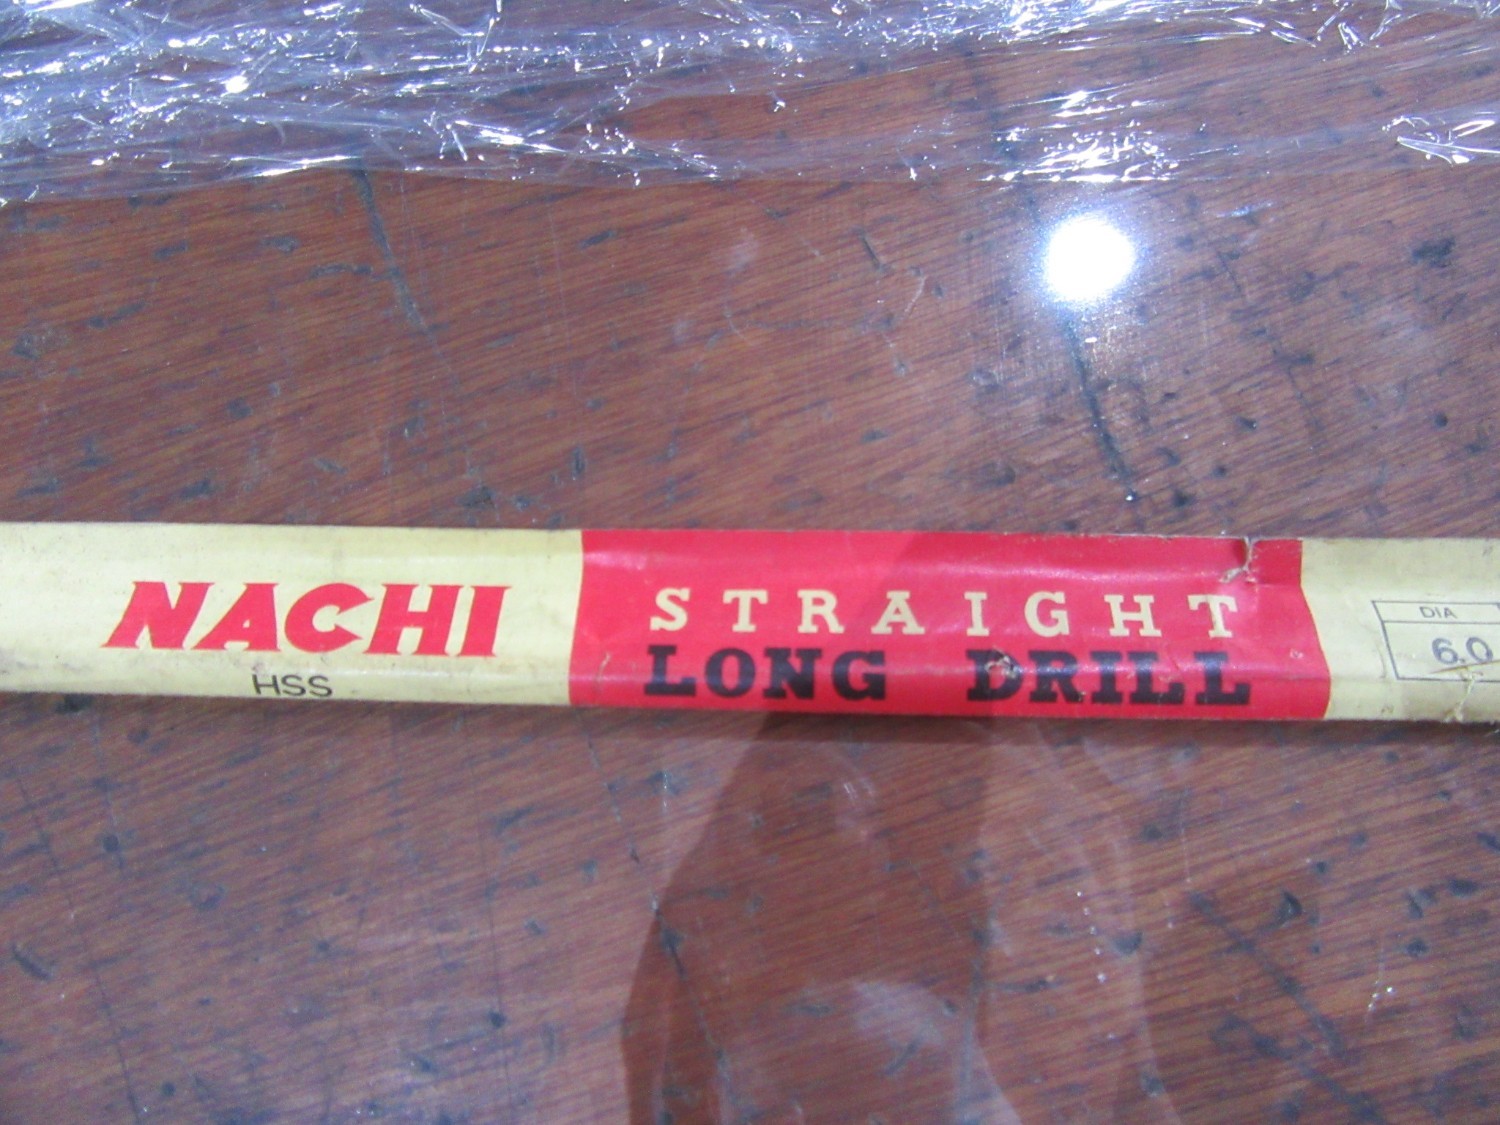 NACHI
HSS
STRAIGHT
LONG DRILL
DIA
6.0